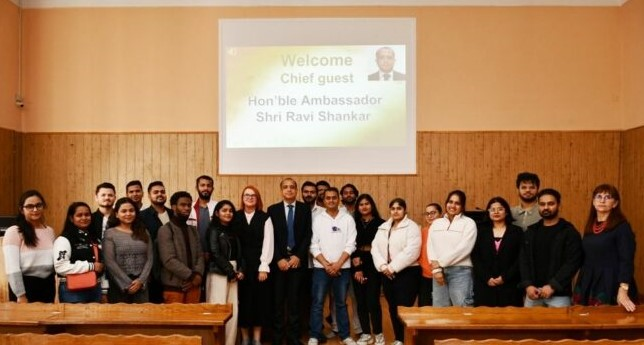 Welcome
Chief guest
Hon'ble Ambassador
Shri Ravi Shankar